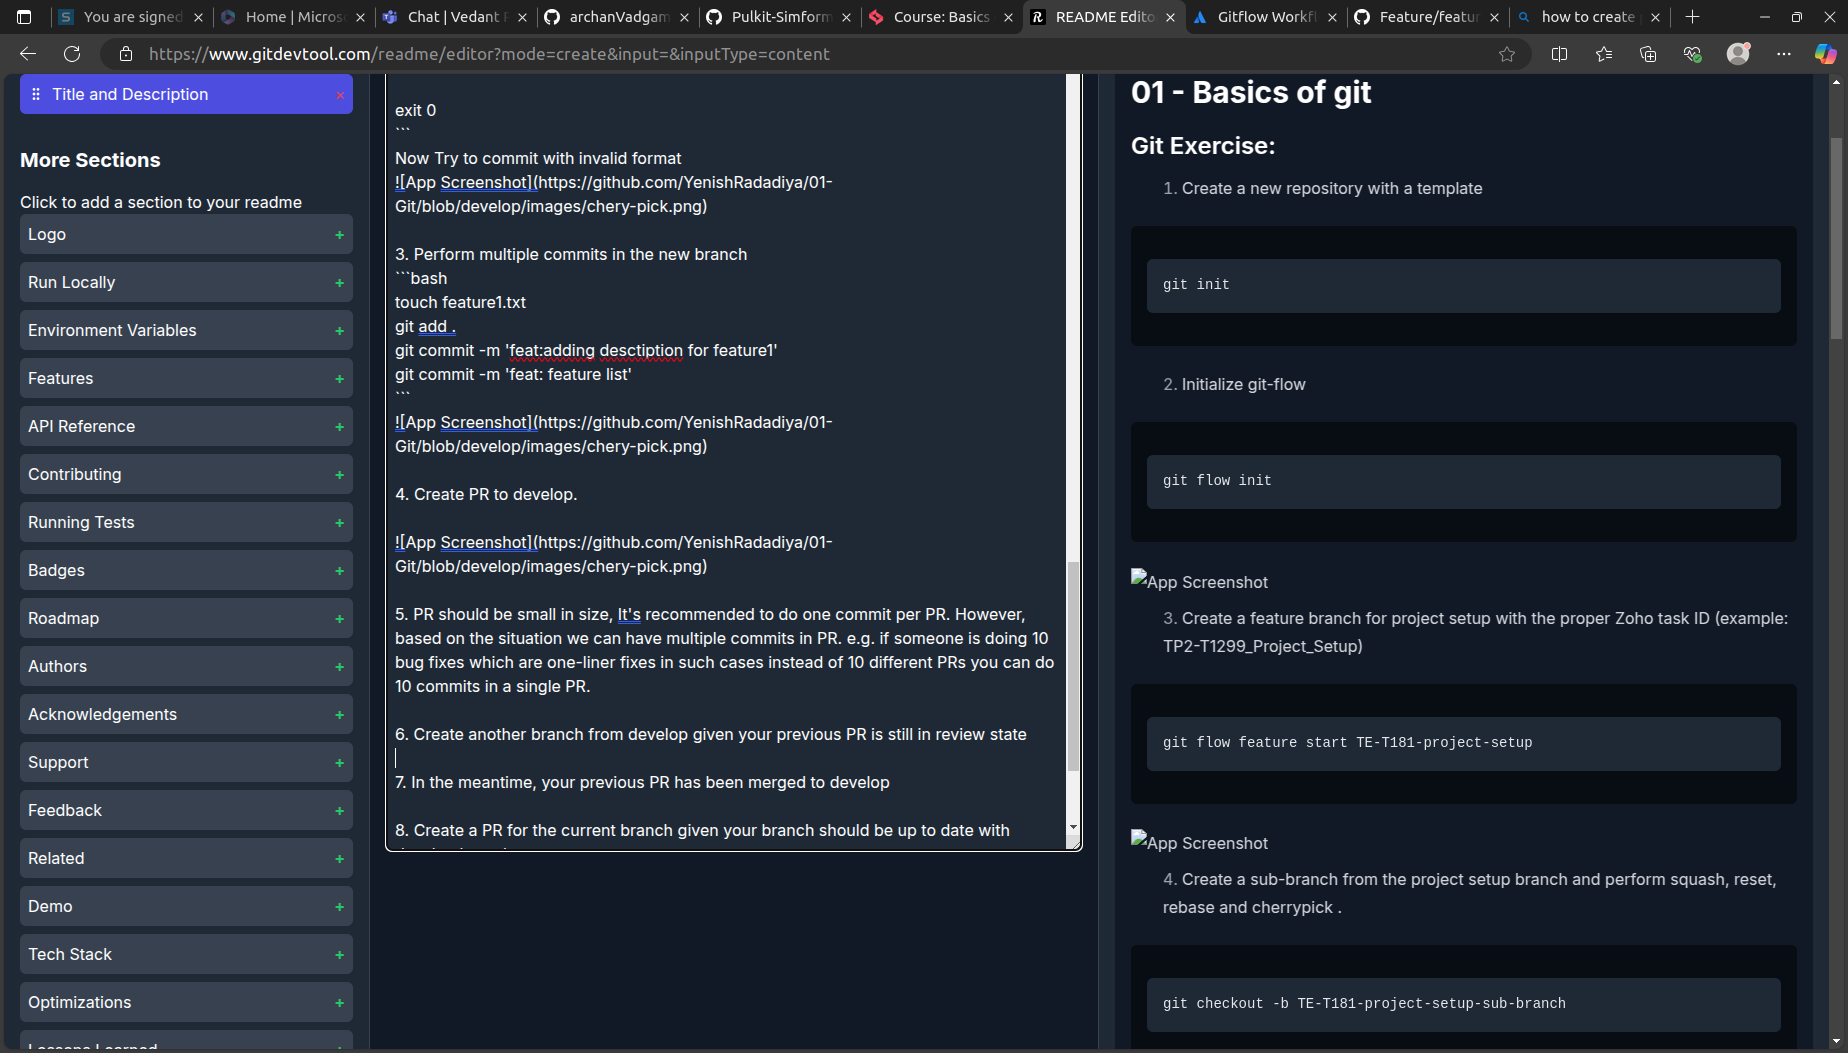 You are signed
Home | Micros
Chat | Vedant P
archanVadgam
Pulkit-Simform
Course: Basics
README Edito
Gitflow Workfl
Feature/featur
how to create
https://www.gitdevtool.com/readme/editor?mode=create&input=&inputType=content
Title and Description
More Sections
Click to add a section to your readme
Logo +
Run Locally +
Environment Variables +
Features +
API Reference +
Contributing +
Running Tests +
Badges +
Roadmap +
Authors +
Acknowledgements +
Support +
Feedback +
Related +
Demo +
Tech Stack +
Optimizations +
Lessons Learned
exit 0
```
Now Try to commit with invalid format
![App Screenshot](https://github.com/YenishRadadiya/01-
Git/blob/develop/images/chery-pick.png)
3. Perform multiple commits in the new branch
```bash
touch feature1.txt
git add .
git commit -m 'feat:adding desctiption for feature1'
git commit -m 'feat: feature list'
```
![App Screenshot](https://github.com/YenishRadadiya/01-
Git/blob/develop/images/chery-pick.png)
4. Create PR to develop.
![App Screenshot](https://github.com/YenishRadadiya/01-
Git/blob/develop/images/chery-pick.png)
5. PR should be small in size, It's recommended to do one commit per PR. However,
based on the situation we can have multiple commits in PR. e.g. if someone is doing 10
bug fixes which are one-liner fixes in such cases instead of 10 different PRs you can do
10 commits in a single PR.
6. Create another branch from develop given your previous PR is still in review state
7. In the meantime, your previous PR has been merged to develop
8. Create a PR for the current branch given your branch should be up to date with
01 - Basics of git
Git Exercise:
1. Create a new repository with a template
git init
2. Initialize git-flow
git flow init
App Screenshot
3. Create a feature branch for project setup with the proper Zoho task ID (example:
TP2-T1299_Project_Setup)
git flow feature start TE-T181-project-setup
App Screenshot
4. Create a sub-branch from the project setup branch and perform squash, reset,
rebase and cherrypick .
git checkout -b TE-T181-project-setup-sub-branch